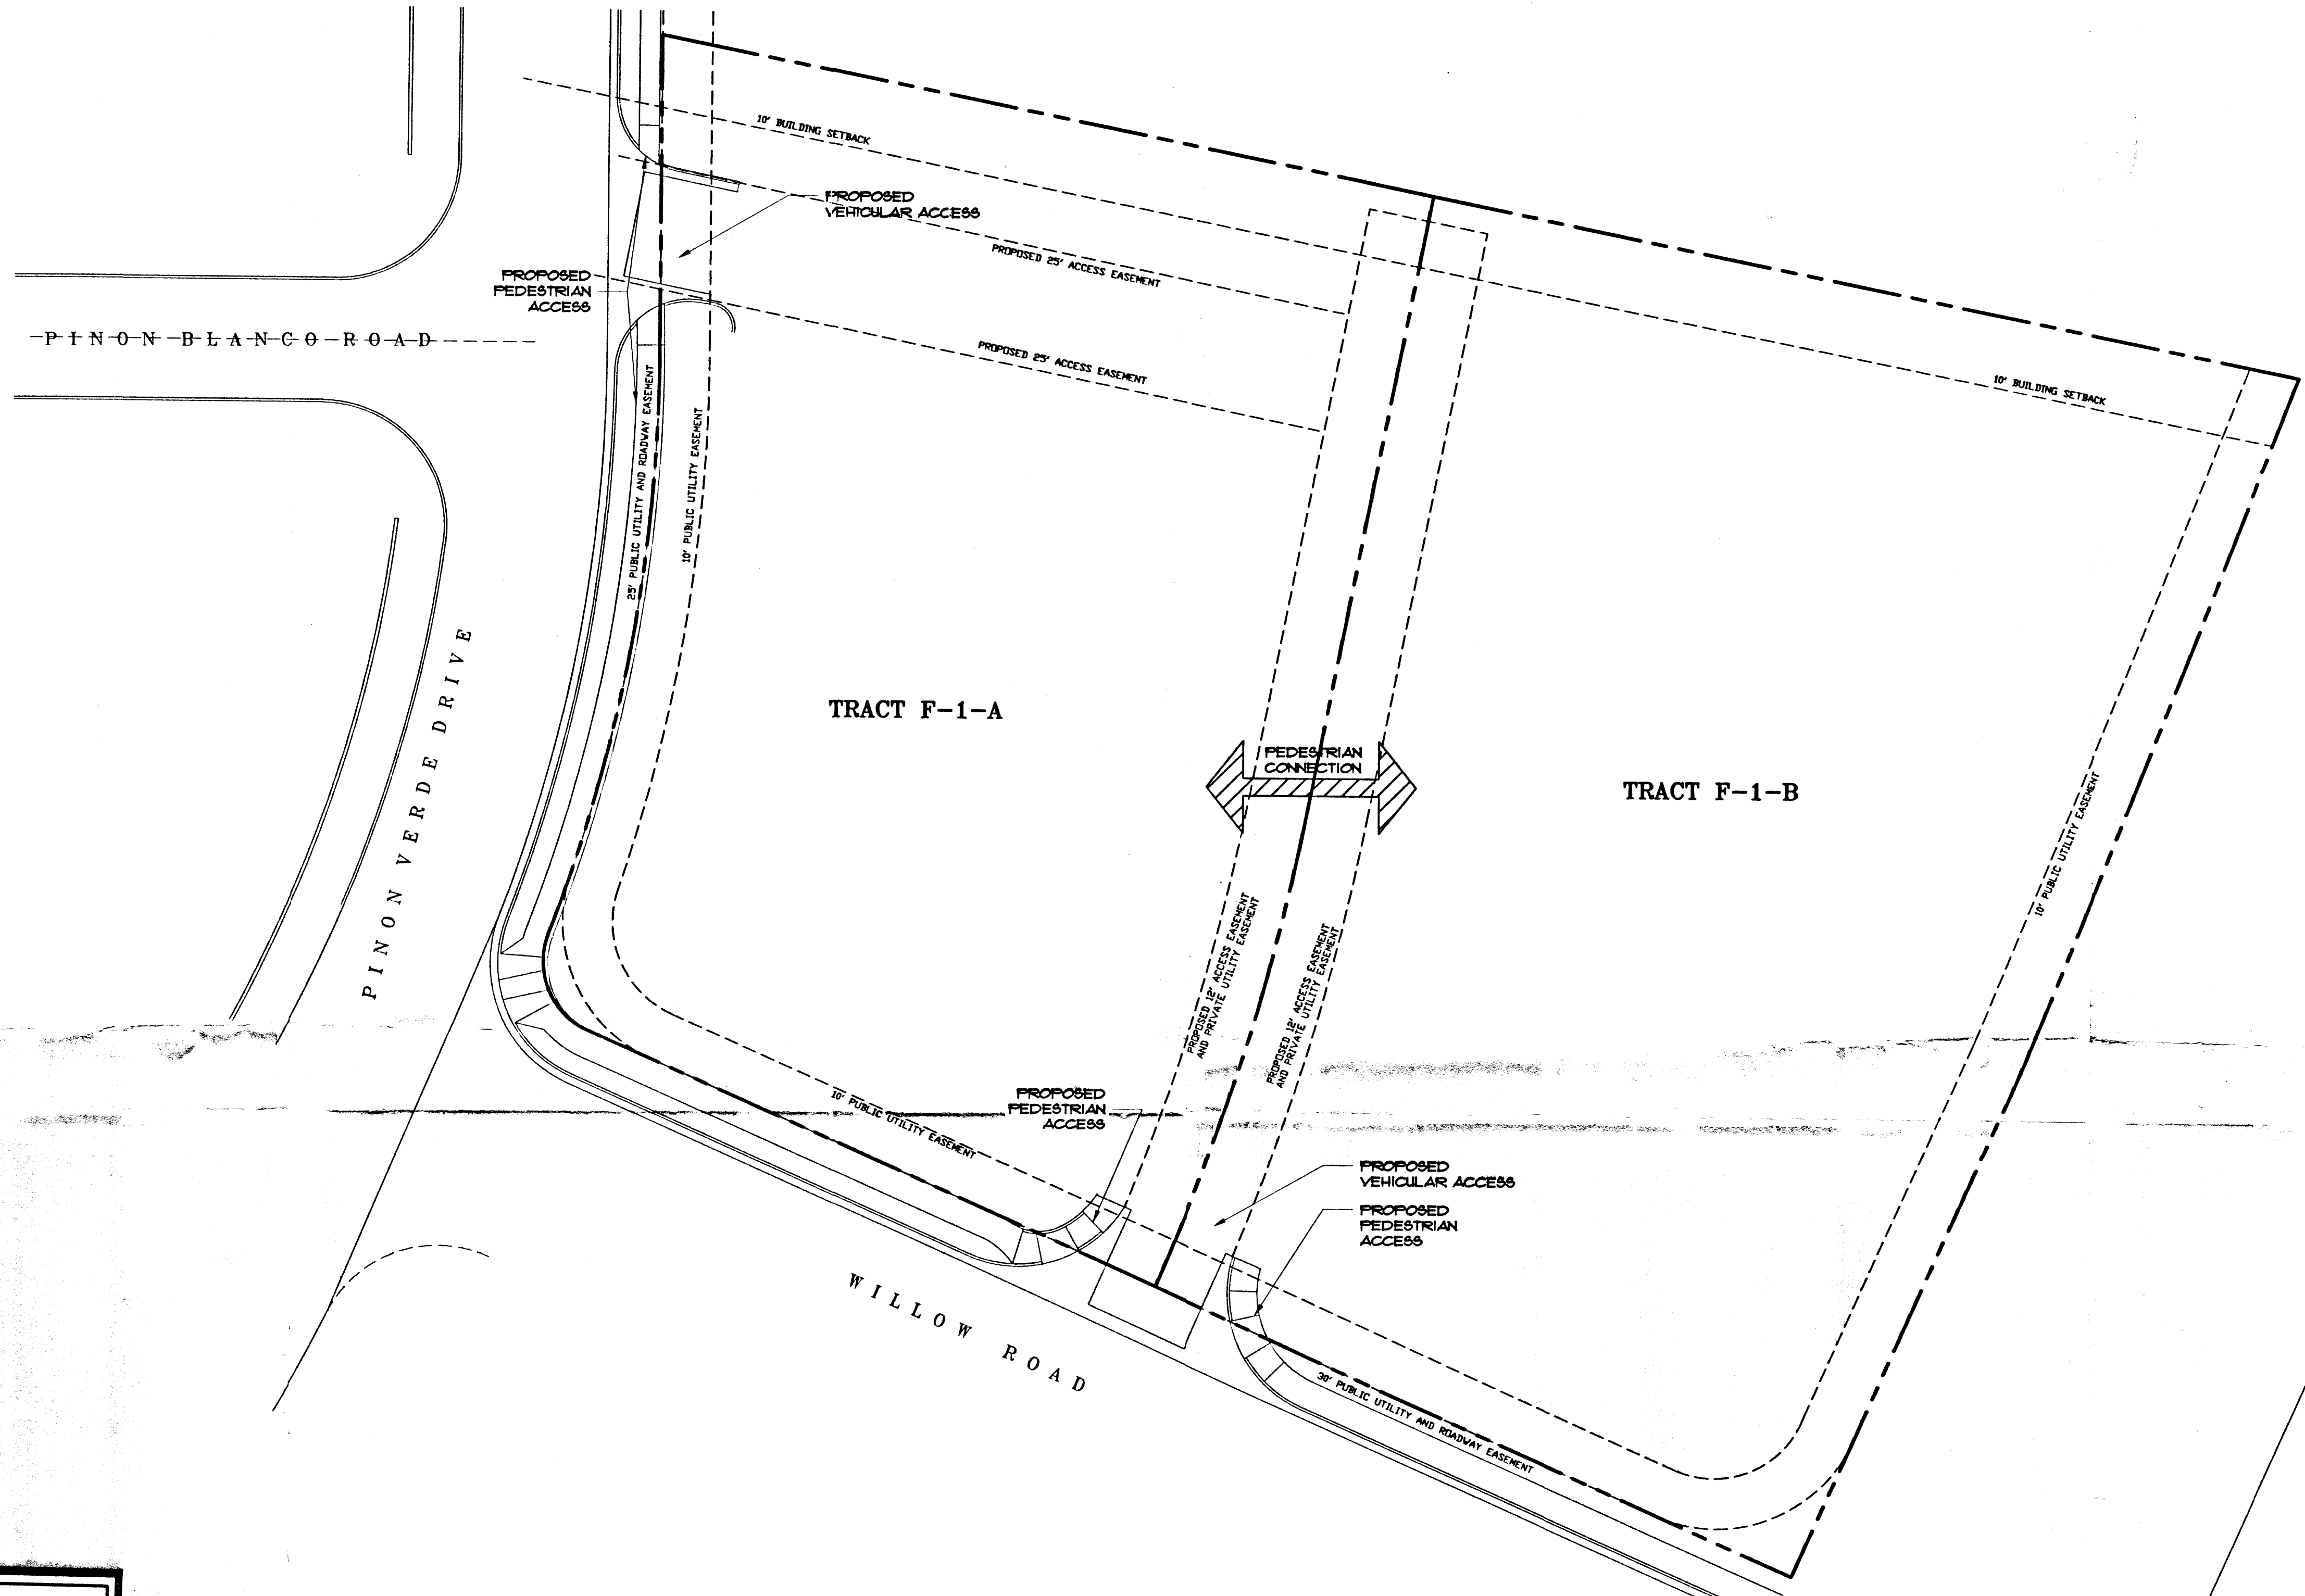 10' BUILDING SETBACK
PROPOSED
VEHICULAR ACCESS
PROPOSED 25' ACCESS EASEMENT
PROPOSED
PEDESTRIAN
ACCESS
PINON BLANCO ROAD
PROPOSED 25' ACCESS EASEMENT
10' BUILDING SETBACK
25' PUBLIC UTILITY AND ROADWAY EASEMENT
10' PUBLIC UTILITY EASEMENT
PINON VERDE DRIVE
TRACT F-1-A
PEDESTRIAN
CONNECTION
TRACT F-1-B
10' PUBLIC UTILITY EASEMENT
PROPOSED 12' ACCESS EASEMENT
AND PRIVATE UTILITY EASEMENT
PROPOSED 12' ACCESS EASEMENT
AND PRIVATE UTILITY EASEMENT
10' PUBLIC UTILITY EASEMENT
PROPOSED
PEDESTRIAN
ACCESS
PROPOSED
VEHICULAR ACCESS
PROPOSED
PEDESTRIAN
ACCESS
WILLOW ROAD
30' PUBLIC UTILITY AND ROADWAY EASEMENT